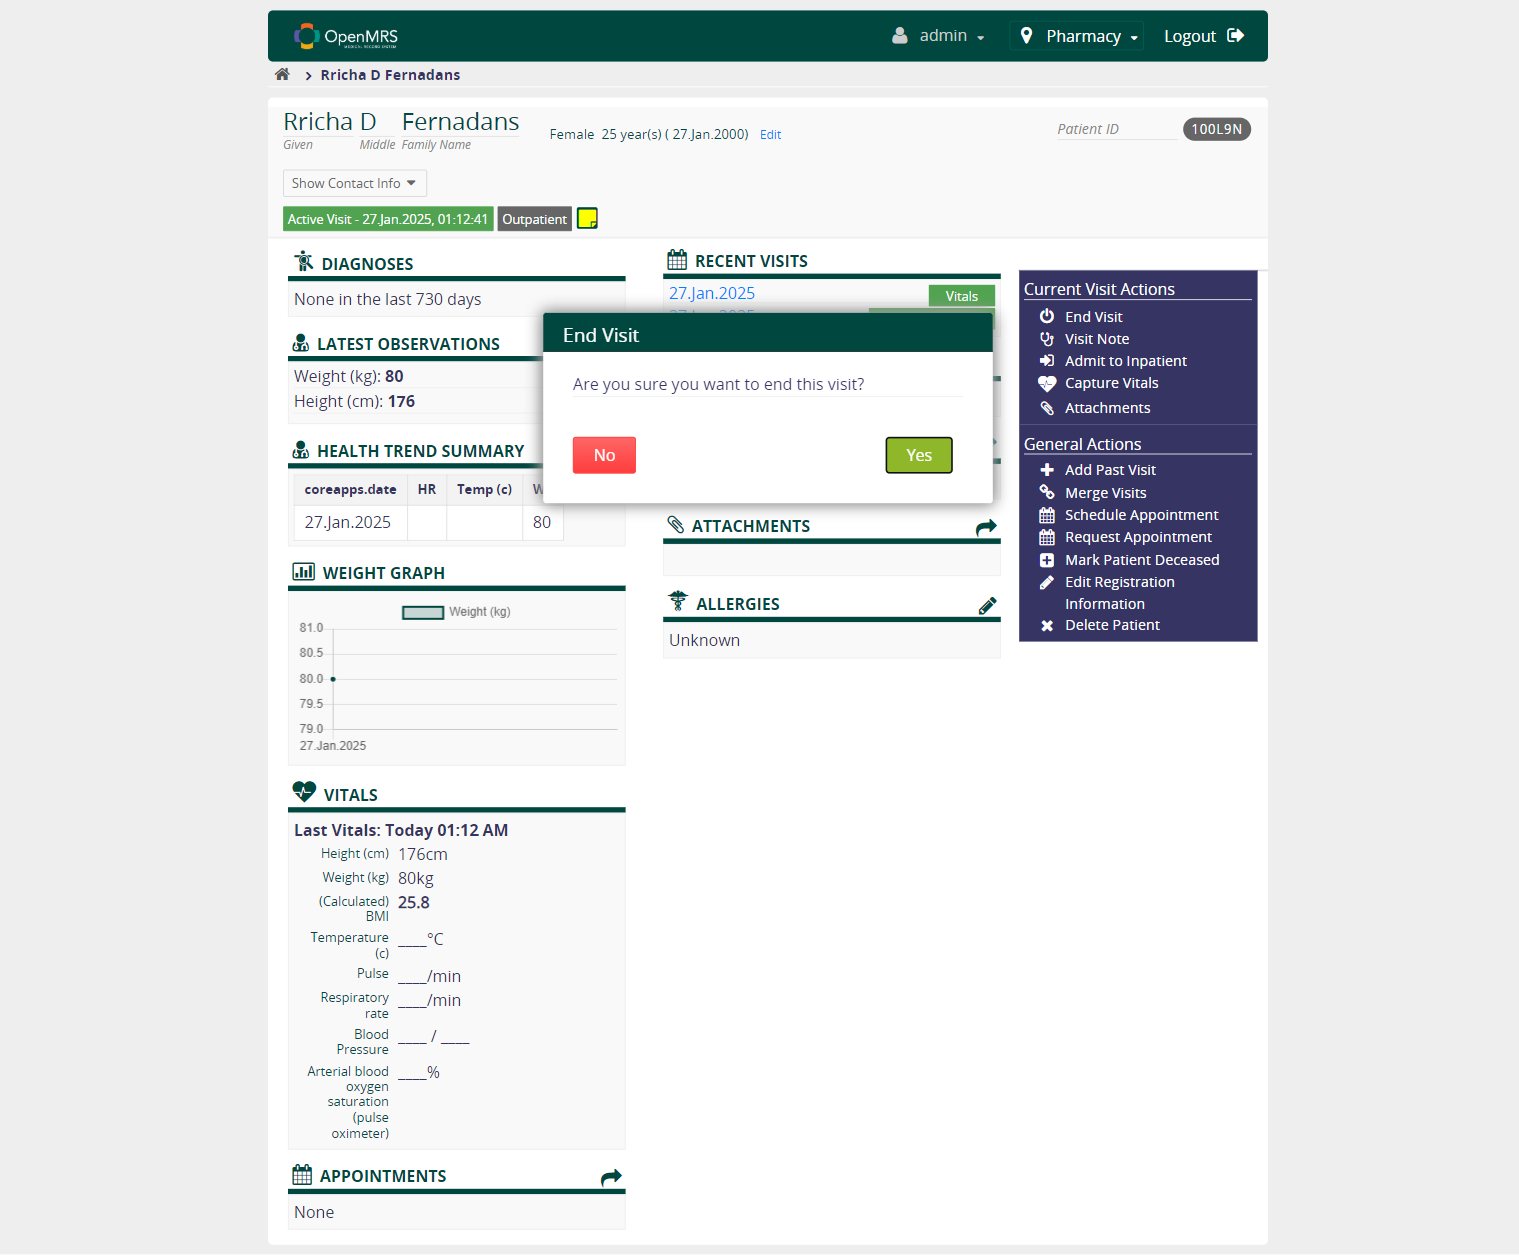 OpenMRS
MEDICAL RECORD SYSTEM
admin
Pharmacy
Logout
Rricha D Fernadans
Rricha D Fernadans
Given Middle Family Name
Female 25 year(s) ( 27.Jan.2000) Edit
Patient ID 100L9N
Show Contact Info
Active Visit - 27.Jan.2025, 01:12:41 Outpatient
DIAGNOSES
None in the last 730 days
LATEST OBSERVATIONS
Weight (kg): 80
Height (cm): 176
HEALTH TREND SUMMARY
coreapps.date HR Temp (c)
27.Jan.2025 80
WEIGHT GRAPH
Weight (kg)
81.0
80.5
80.0
79.5
79.0
27.Jan.2025
VITALS
Last Vitals: Today 01:12 AM
Height (cm) 176cm
Weight (kg) 80kg
(Calculated) 25.8
BMI
Temperature ____°C
(c)
Pulse ____/min
Respiratory ____/min
rate
Blood ____ / ____
Pressure
Arterial blood ____%
oxygen
saturation
(pulse
oximeter)
APPOINTMENTS
None
RECENT VISITS
27.Jan.2025 Vitals
End Visit
Are you sure you want to end this visit?
No Yes
ATTACHMENTS
ALLERGIES
Unknown
Current Visit Actions
End Visit
Visit Note
Admit to Inpatient
Capture Vitals
Attachments
General Actions
Add Past Visit
Merge Visits
Schedule Appointment
Request Appointment
Mark Patient Deceased
Edit Registration
Information
Delete Patient